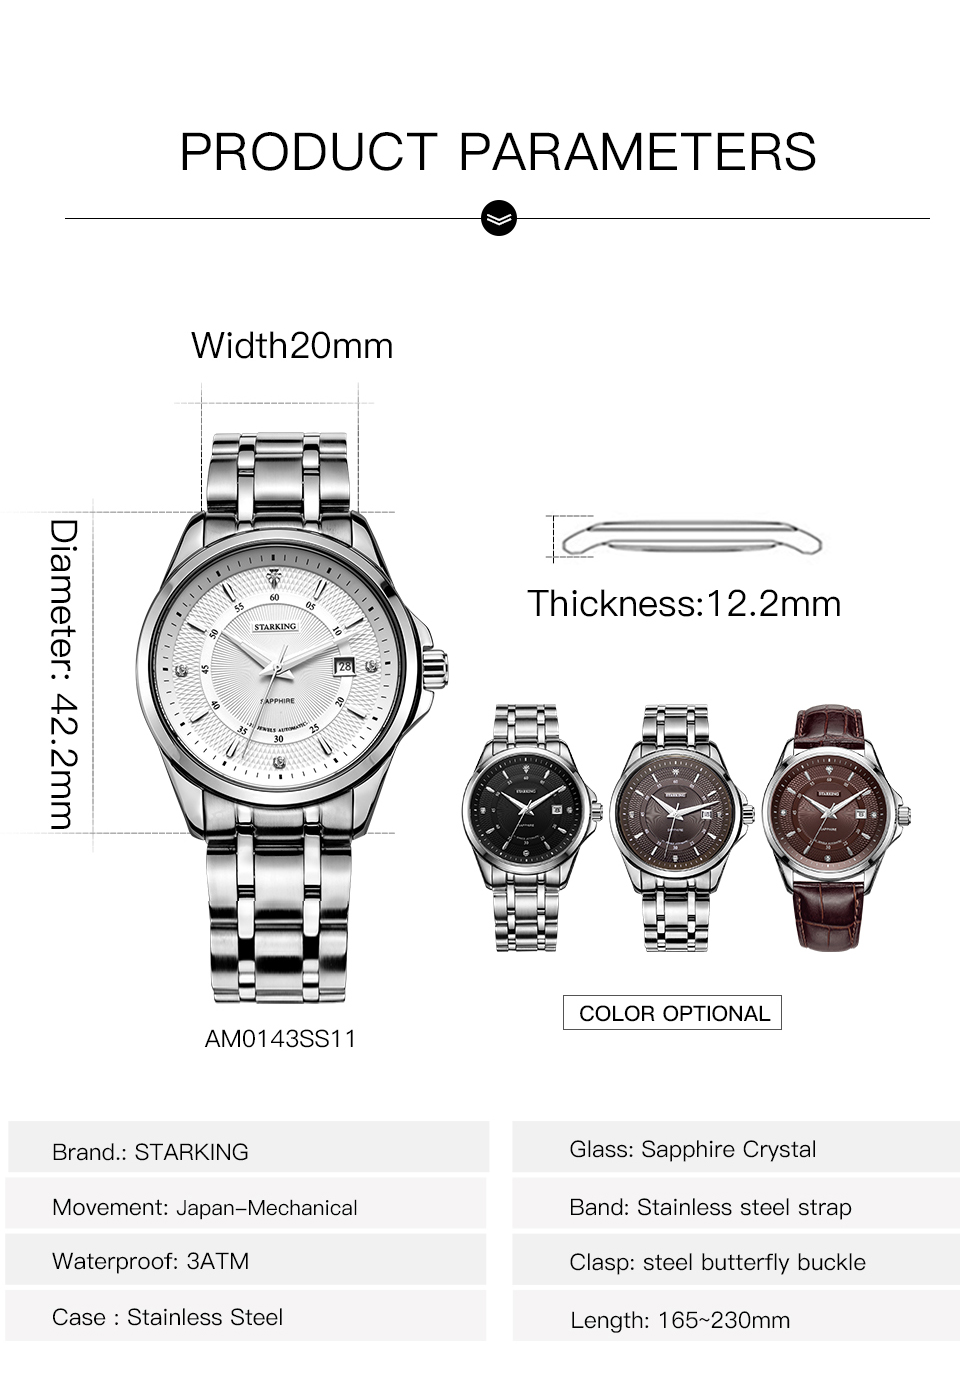 PRODUCT PARAMETERS
Width20mm
Diameter: 42.2mm
60
05
10
20
25
30
35
40
45
50
55
STARKING
28
SAPPHIRE
JEWELS AUTOMATIC
Thickness:12.2mm
STARKING
STARKING
STARKING
COLOR OPTIONAL
AM0143SS11
Brand.: STARKING
Glass: Sapphire Crystal
Movement: Japan-Mechanical
Band: Stainless steel strap
Waterproof: 3ATM
Clasp: steel butterfly buckle
Case : Stainless Steel
Length: 165~230mm